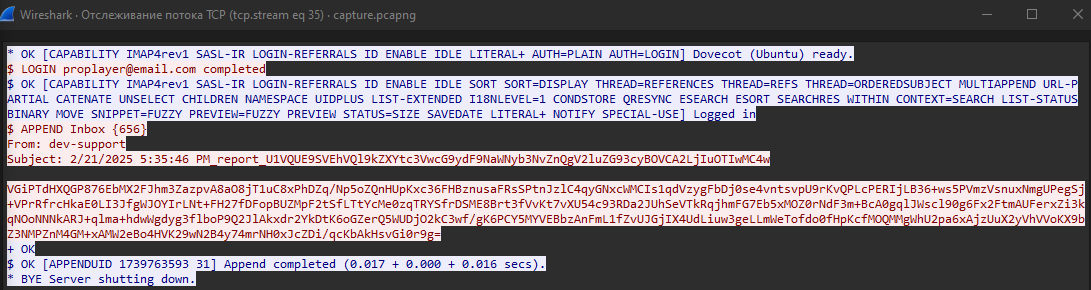 Wireshark · Отслеживание потока TCP (tcp.stream eq 35) · capture.pcapng
* OK [CAPABILITY IMAP4rev1 SASL-IR LOGIN-REFERRALS ID ENABLE IDLE LITERAL+ AUTH=PLAIN AUTH=LOGIN] Dovecot (Ubuntu) ready.
$ LOGIN proplayer@email.com completed
$ OK [CAPABILITY IMAP4rev1 SASL-IR LOGIN-REFERRALS ID ENABLE IDLE SORT SORT=DISPLAY THREAD=REFERENCES THREAD=REFS THREAD=ORDEREDSUBJECT MULTIAPPEND URL-P
ARTIAL CATENATE UNSELECT CHILDREN NAMESPACE UIDPLUS LIST-EXTENDED I18NLEVEL=1 CONDSTORE QRESYNC ESEARCH ESORT SEARCHRES WITHIN CONTEXT=SEARCH LIST-STATUS
BINARY MOVE SNIPPET=FUZZY PREVIEW=FUZZY PREVIEW STATUS=SIZE SAVEDATE LITERAL+ NOTIFY SPECIAL-USE] Logged in
$ APPEND Inbox {656}
From: dev-support
Subject: 2/21/2025 5:35:46 PM_report_U1VQUE9SVEhVQl9kZXYtc3VwcG9ydF9NaWNyb3NvZnQgV2luZG93cyBOVCA2LjIuOTIwMC4w
VGiPTdHXQGP876EbMX2FJhm3ZazpvA8aO8jT1uC8xPhDZq/Np5oZQnHUpKxc36FHBznusaFRsSPtnJzlC4qyGNxcWMCIs1qdVzygFbDj0se4vntsvpU9rKvQPLcPERIjLB36+ws5PVmzVsnuxNmgUPegSj
+VPrRfrcHkaE0LI3JfgWJOYIrLNt+FH27fDFopBUZMpF2tSfLTtYcMe0zqTRYSfrDSME8Brt3fVvKt7vXU54c93RDa2JUhSeVTkRqjhmFG7Eb5xMOZ0rNdF3m+BcA0gqlJWscl90g6Fx2FtmAUFerxZi3k
qNOoNNNkARJ+qlma+hdwWgdyg3flboP9Q2JlAkxdr2YkDtK6oGZerQ5WUDjO2kC3wf/gK6PCY5MYVEBbzAnFmL1fZvUJGjIX4UdLiuw3geLLmWeTofdo0fHpKcfMOQMMgWhU2pa6xAjzUuX2yVhVVoKX9b
Z3NMPZnM4GM+xAMW2eBo4HVK29wN2B4y74mrNH0xJcZDi/qcKbAkHsvGi0r9g=
+ OK
$ OK [APPENDUID 1739763593 31] Append completed (0.017 + 0.000 + 0.016 secs).
* BYE Server shutting down.